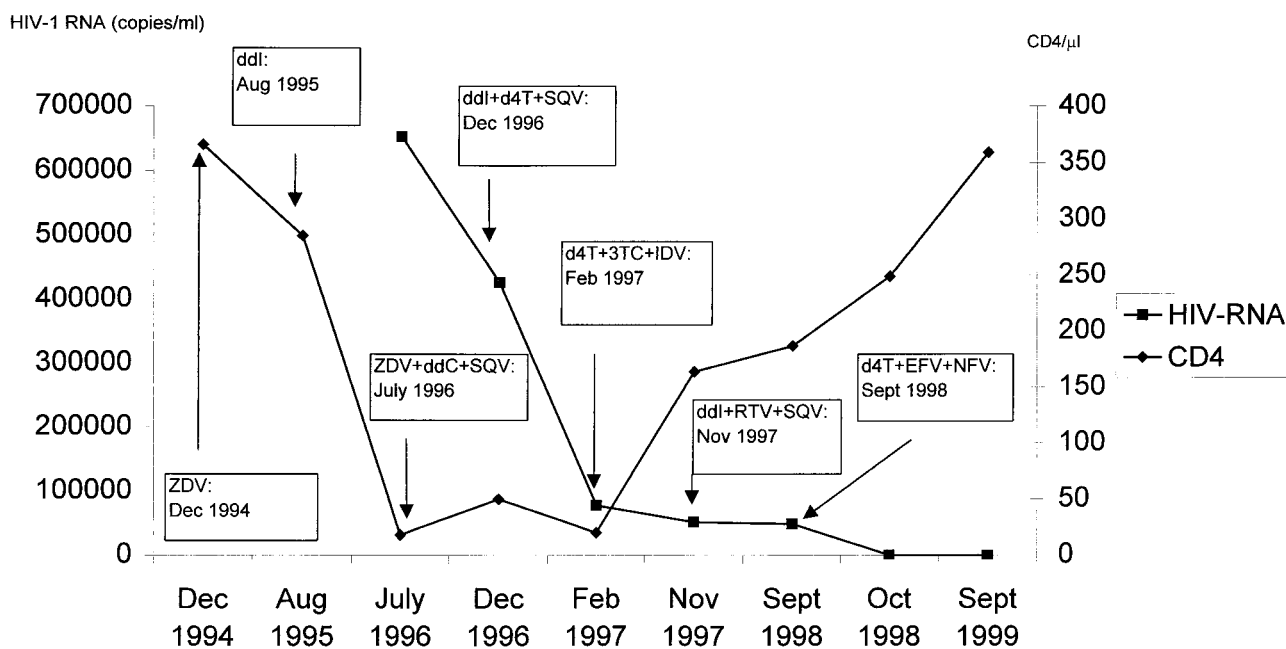 HIV-1 RNA (copies/ml)
CD4/µl
ddI:
Aug 1995
ddI+d4T+SQV:
Dec 1996
d4T+3TC+IDV:
Feb 1997
ZDV+ddC+SQV:
July 1996
d4T+EFV+NFV:
Sept 1998
ddI+RTV+SQV:
Nov 1997
ZDV:
Dec 1994
700000
600000
500000
400000
300000
200000
100000
0
400
350
300
250
200
150
100
50
0
HIV-RNA
CD4
Dec
1994
Aug
1995
July
1996
Dec
1996
Feb
1997
Nov
1997
Sept
1998
Oct
1998
Sept
1999